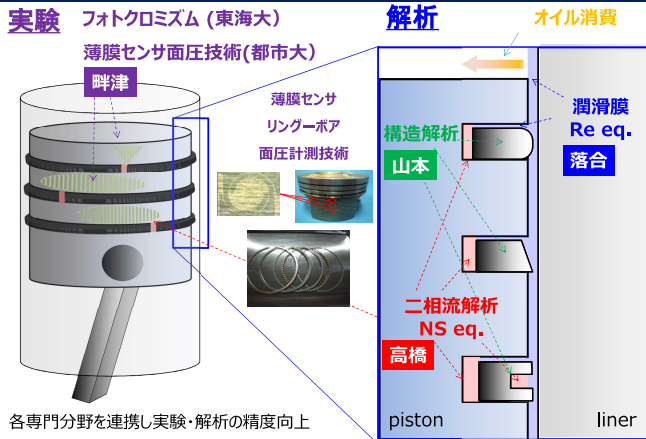 実験 フォトクロミズム (東海大)
薄膜センサ面圧技術(都市大)
畔津
薄膜センサ
リングーボア
面圧計測技術
各専門分野を連携し実験・解析の精度向上
解析
オイル消費
潤滑膜
Re eq.
落合
構造解析
山本
二相流解析
NS eq.
高橋
piston
liner